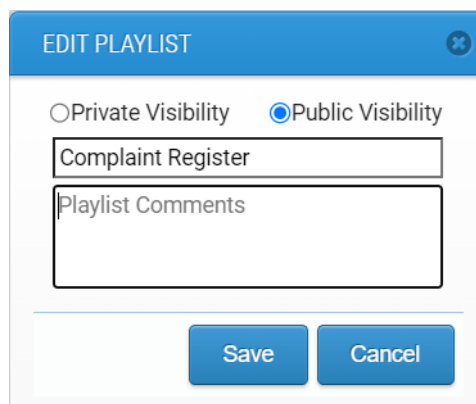 EDIT PLAYLIST
Private Visibility Public Visibility
Complaint Register
Playlist Comments
Save Cancel